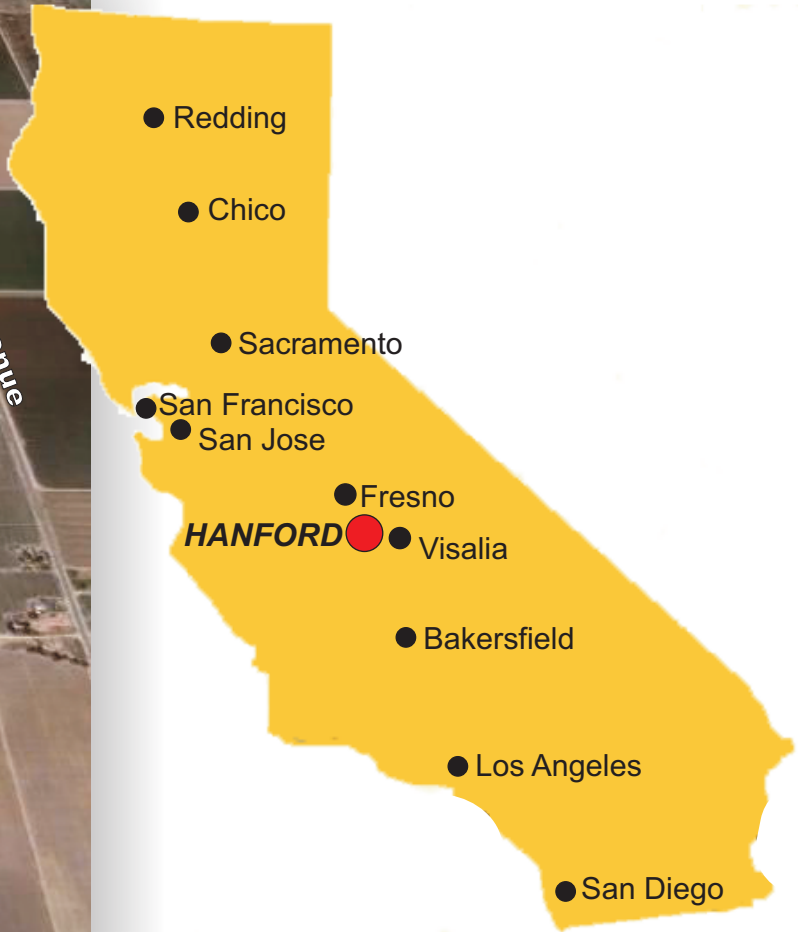 Redding
Chico
Sacramento
San Francisco
San Jose
Fresno
HANFORD
Visalia
Bakersfield
Los Angeles
San Diego